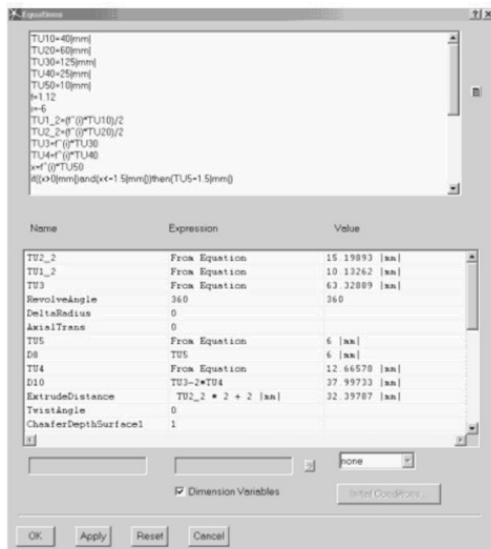 Equations
TU10=40|mm|
TU20=60|mm|
TU30=125|mm|
TU40=25|mm|
TU50=10|mm|
f=1.12
i=-6
TU1_2=(f^(i)*TU10)/2
TU2_2=(f^(i)*TU20)/2
TU3=f^(i)*TU30
TU4=f^(i)*TU40
x=f^(i)*TU50
if((x>0|mm|)and(x<=1.5|mm|))then(TU5=1.5|mm|)
Name Expression Value
TU2_2 From Equation 15.19893 |mm|
TU1_2 From Equation 10.13262 |mm|
TU3 From Equation 63.32889 |mm|
RevolveAngle 360 360
DeltaRadius 0
AxialTrans 0
TU5 From Equation 6 |mm|
D8 TU5 6 |mm|
TU4 From Equation 12.66578 |mm|
D10 TU3-2*TU4 37.99733 |mm|
ExtrudeDistance TU2_2 * 2 + 2 |mm| 32.39787 |mm|
TwistAngle 0
ChamferDepthSurface1 1
none
Dimension Variables
Initial Conditions...
OK Apply Reset Cancel